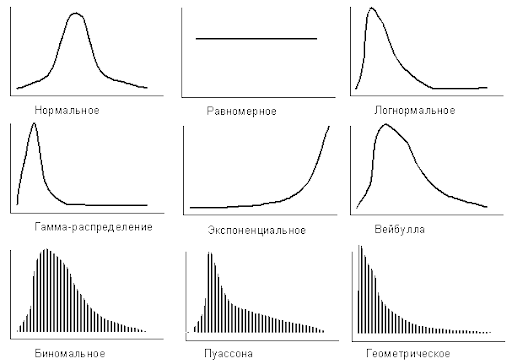 Нормальное
Равномерное
Логнормальное
Гамма-распределение
Экспоненциальное
Вейбулла
Биномальное
Пуассона
Геометрическое